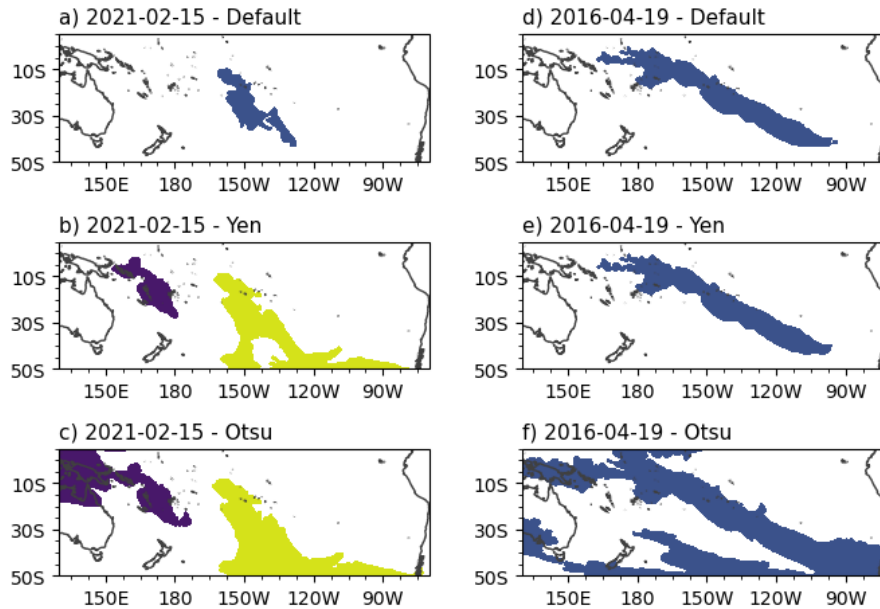 a) 2021-02-15 - Default
10S
30S
50S
150E 180 150W 120W 90W
d) 2016-04-19 - Default
10S
30S
50S
150E 180 150W 120W 90W
b) 2021-02-15 - Yen
10S
30S
50S
150E 180 150W 120W 90W
e) 2016-04-19 - Yen
10S
30S
50S
150E 180 150W 120W 90W
c) 2021-02-15 - Otsu
10S
30S
50S
150E 180 150W 120W 90W
f) 2016-04-19 - Otsu
10S
30S
50S
150E 180 150W 120W 90W